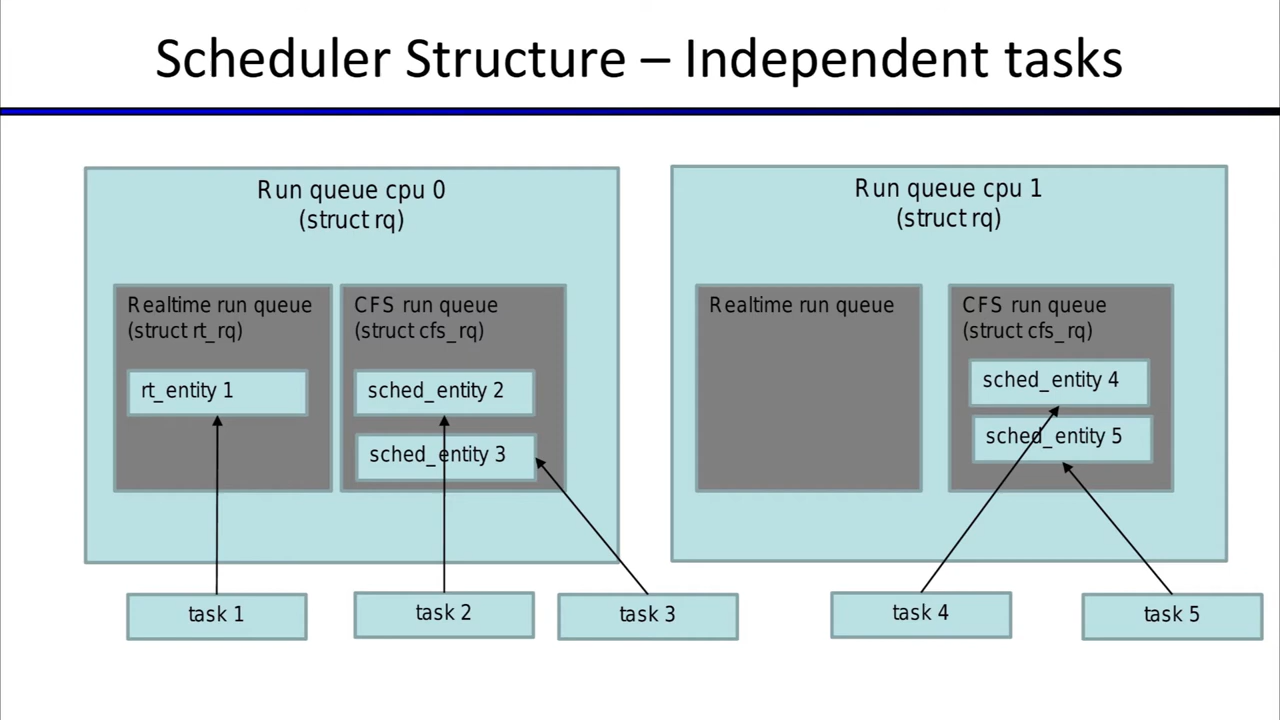 Scheduler Structure – Independent tasks
Run queue cpu 0
(struct rq)
Realtime run queue
(struct rt_rq)
rt_entity 1
CFS run queue
(struct cfs_rq)
sched_entity 2
sched_entity 3
Run queue cpu 1
(struct rq)
Realtime run queue
CFS run queue
(struct cfs_rq)
sched_entity 4
sched_entity 5
task 1
task 2
task 3
task 4
task 5